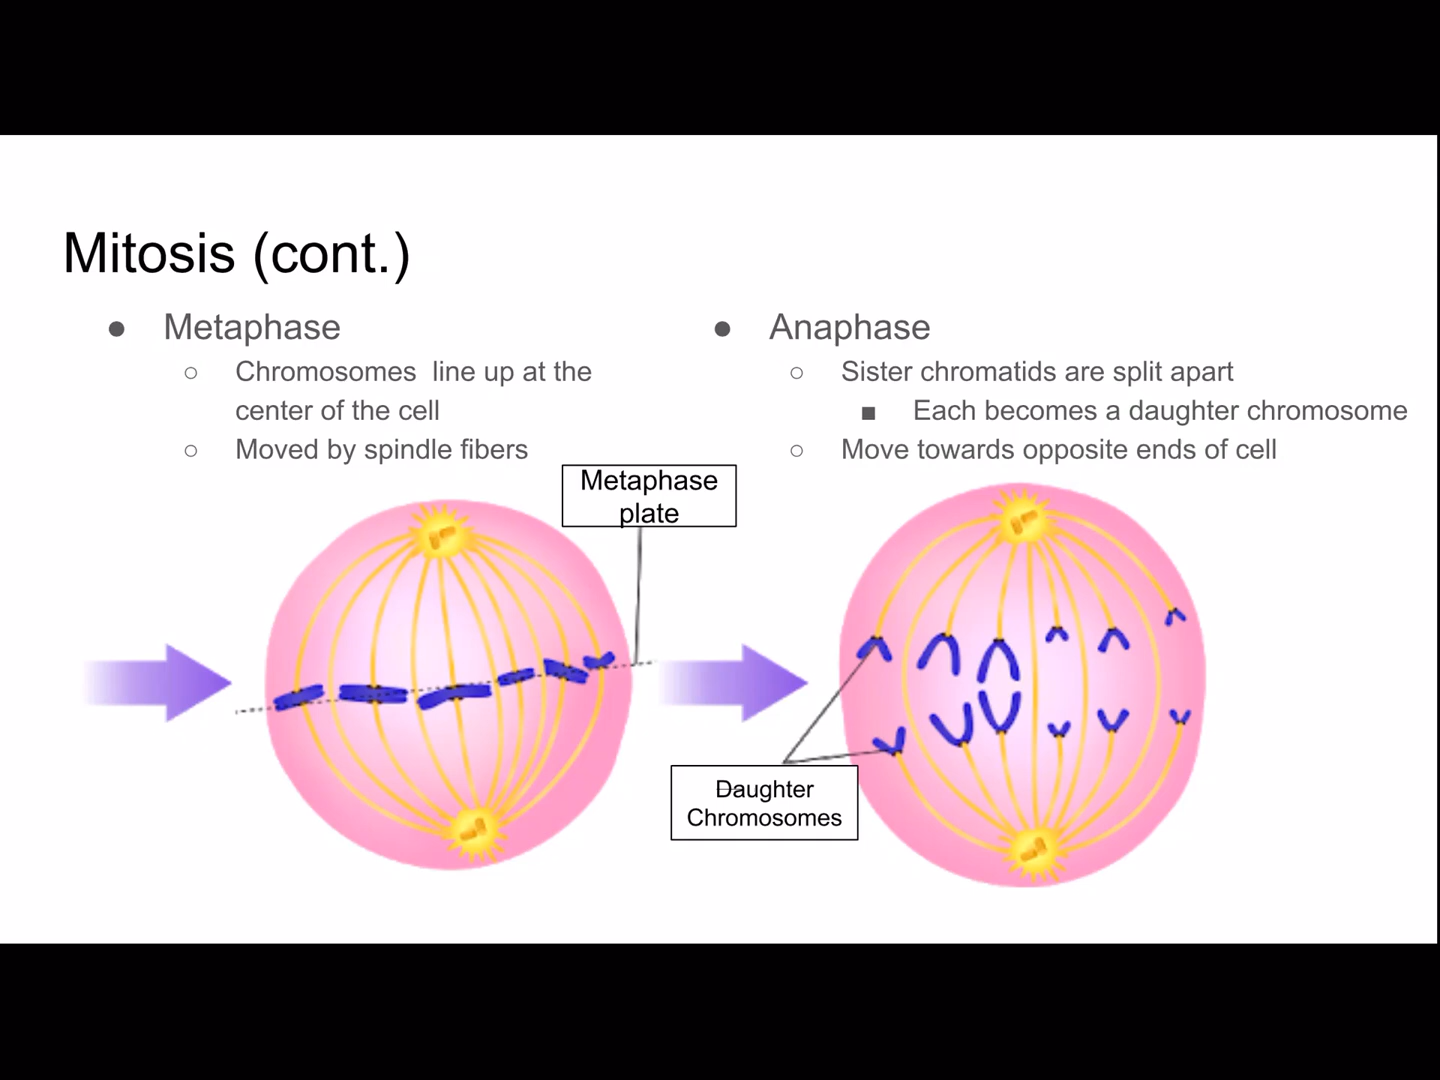 Mitosis (cont.)
● Metaphase
○ Chromosomes line up at the
center of the cell
○ Moved by spindle fibers
● Anaphase
○ Sister chromatids are split apart
■ Each becomes a daughter chromosome
○ Move towards opposite ends of cell
Metaphase
plate
Daughter
Chromosomes